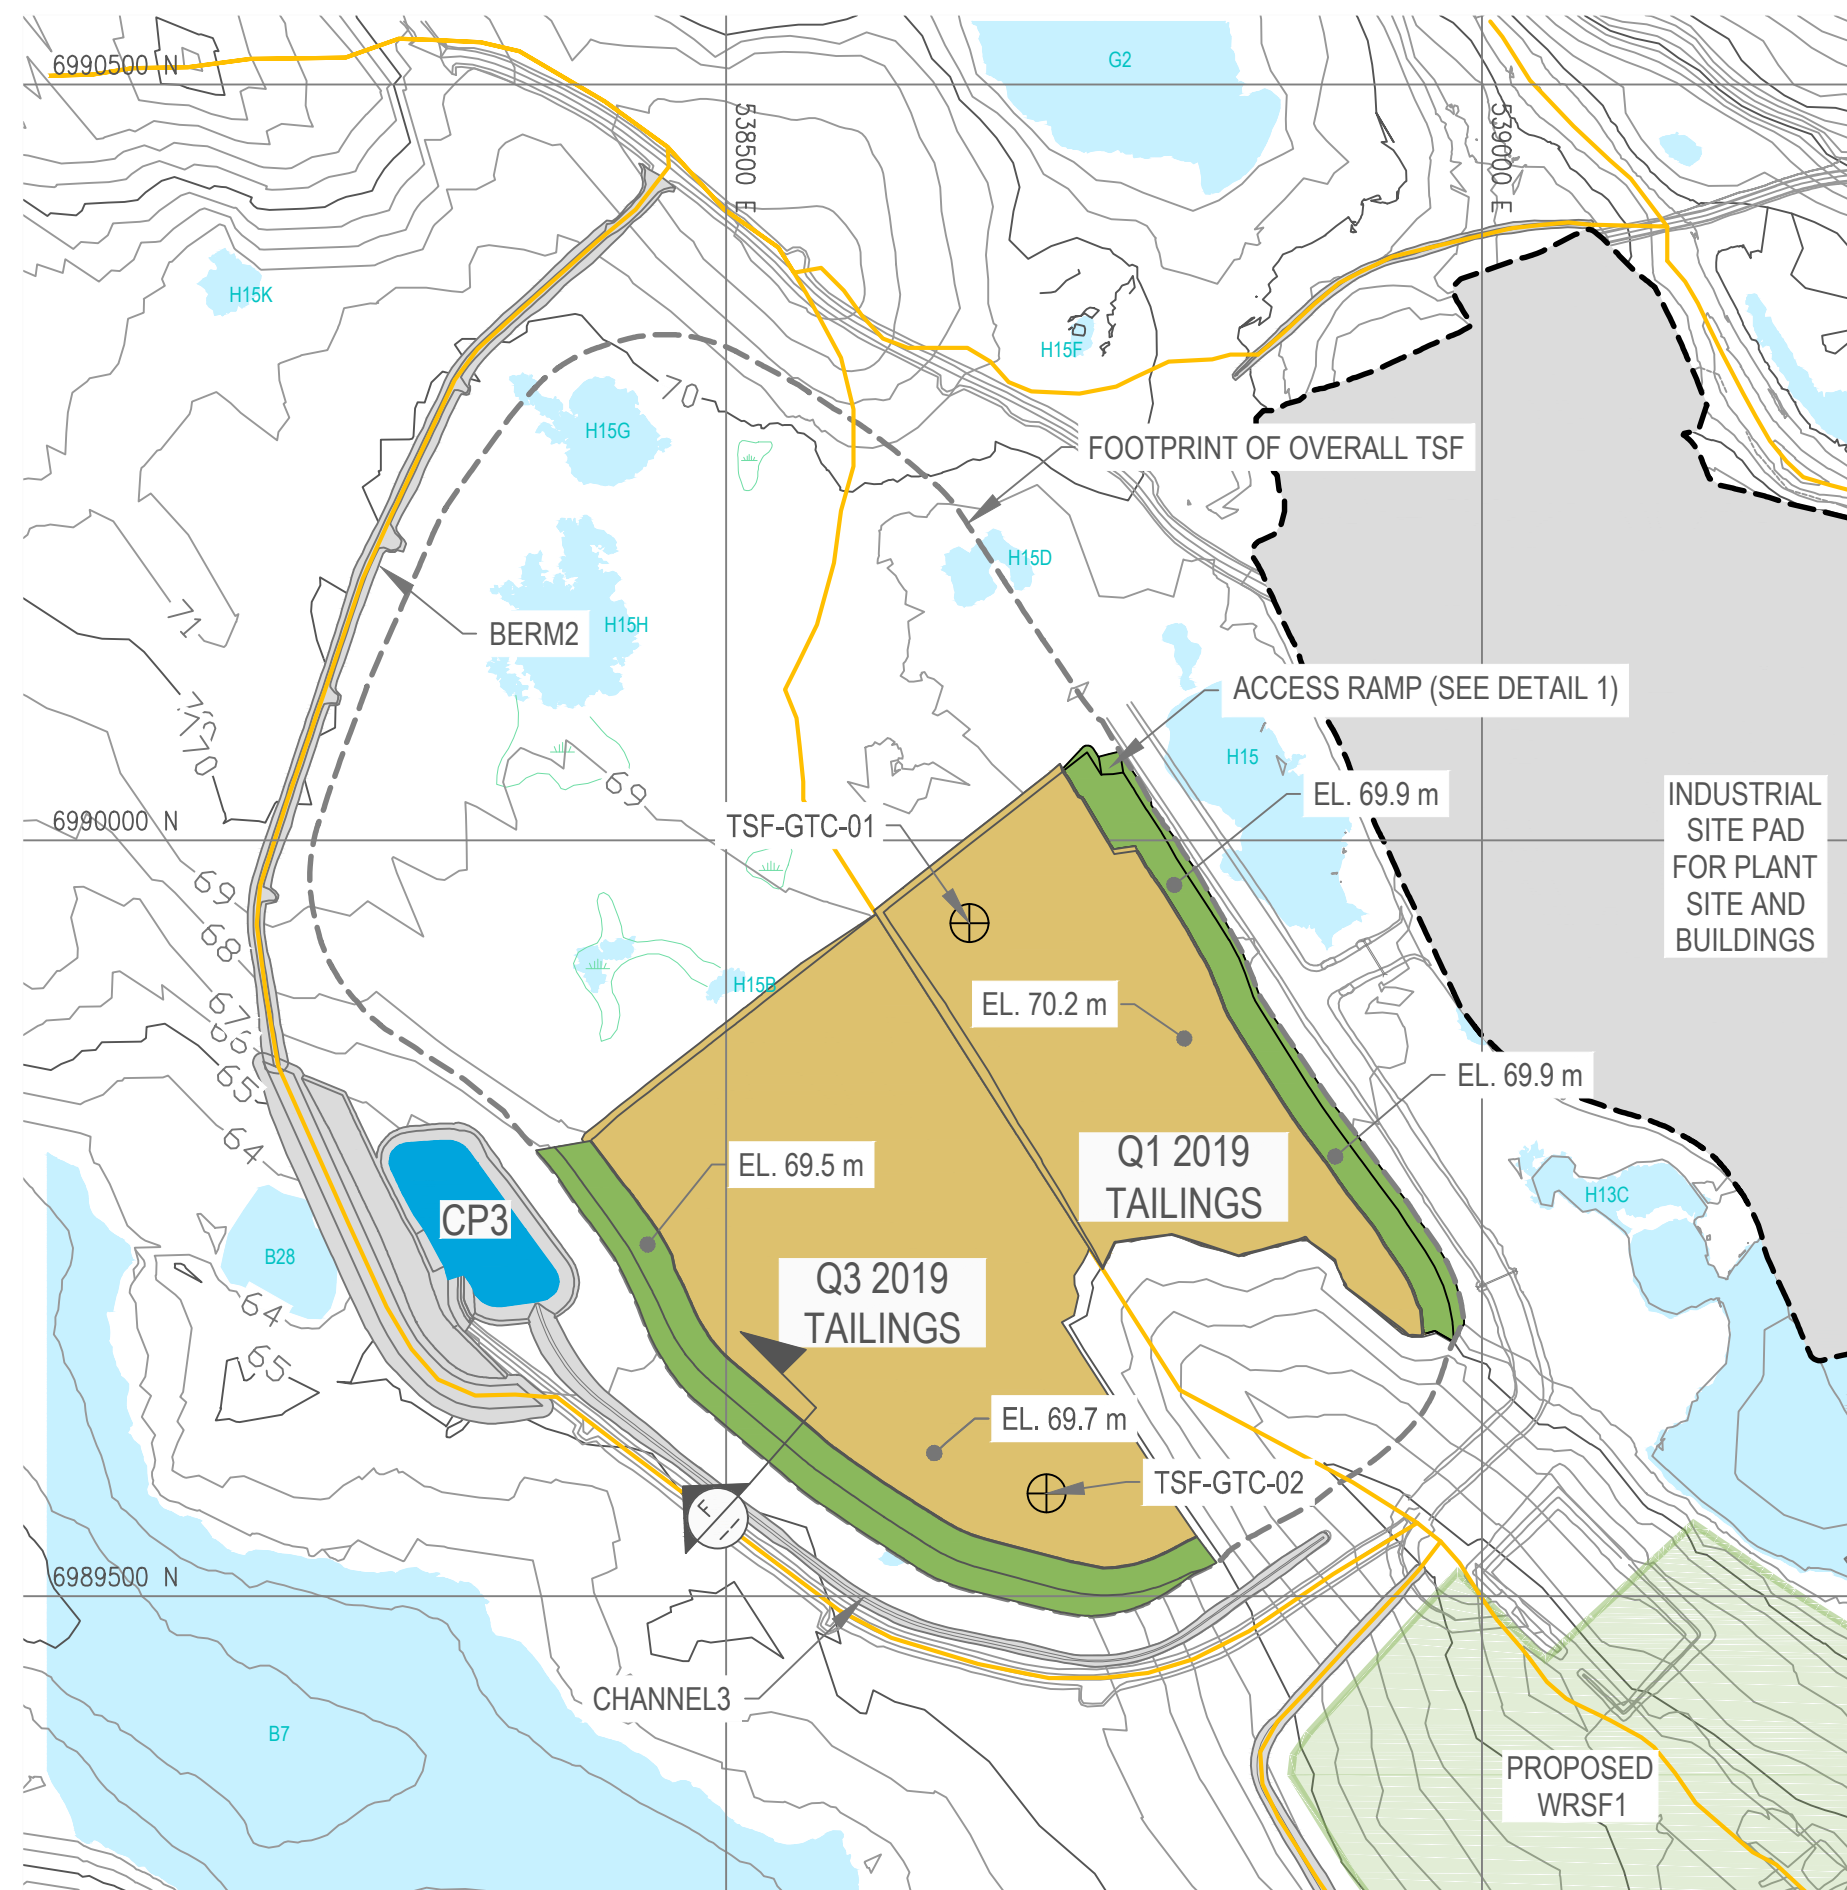 G2
6990500 N
538500 E
539000 E
H15K
H15F
70
H15G
FOOTPRINT OF OVERALL TSF
H15D
71
BERM2
H15H
ACCESS RAMP (SEE DETAIL 1)
70
H15
69
EL. 69.9 m
INDUSTRIAL
SITE PAD
FOR PLANT
SITE AND
BUILDINGS
6990000 N
TSF-GTC-01
69
68
H15B
EL. 70.2 m
67
66
65
EL. 69.9 m
64
Q1 2019
TAILINGS
EL. 69.5 m
H13C
CP3
B28
Q3 2019
TAILINGS
64
65
EL. 69.7 m
TSF-GTC-02
F
6989500 N
CHANNEL3
B7
PROPOSED
WRSF1